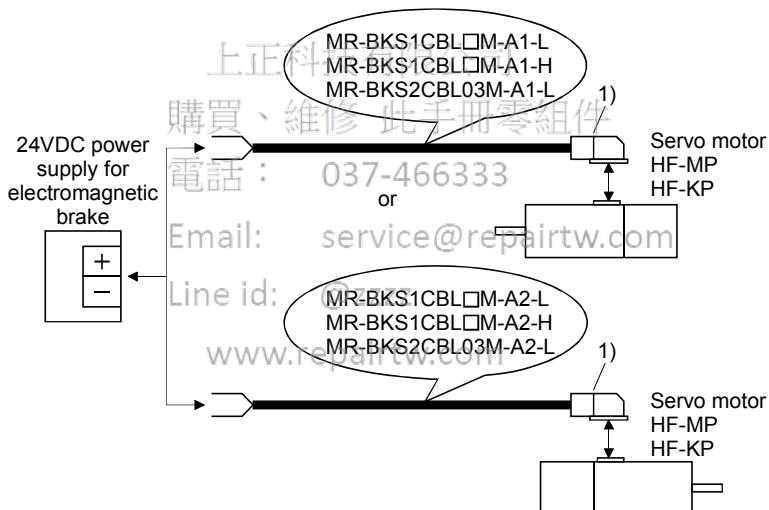 MR-BKS1CBL□M-A1-L
MR-BKS1CBL□M-A1-H
MR-BKS2CBL03M-A1-L
上正科技有限公司
1)
購買、維修 此手冊零組件
24VDC power
supply for
electromagnetic
brake
Servo motor
HF-MP
HF-KP
電話： 037-466333
or
Email: service@repairtw.com
+
−
Line id: @zzzz
MR-BKS1CBL□M-A2-L
MR-BKS1CBL□M-A2-H
MR-BKS2CBL03M-A2-L
www.repairtw.com
1)
Servo motor
HF-MP
HF-KP